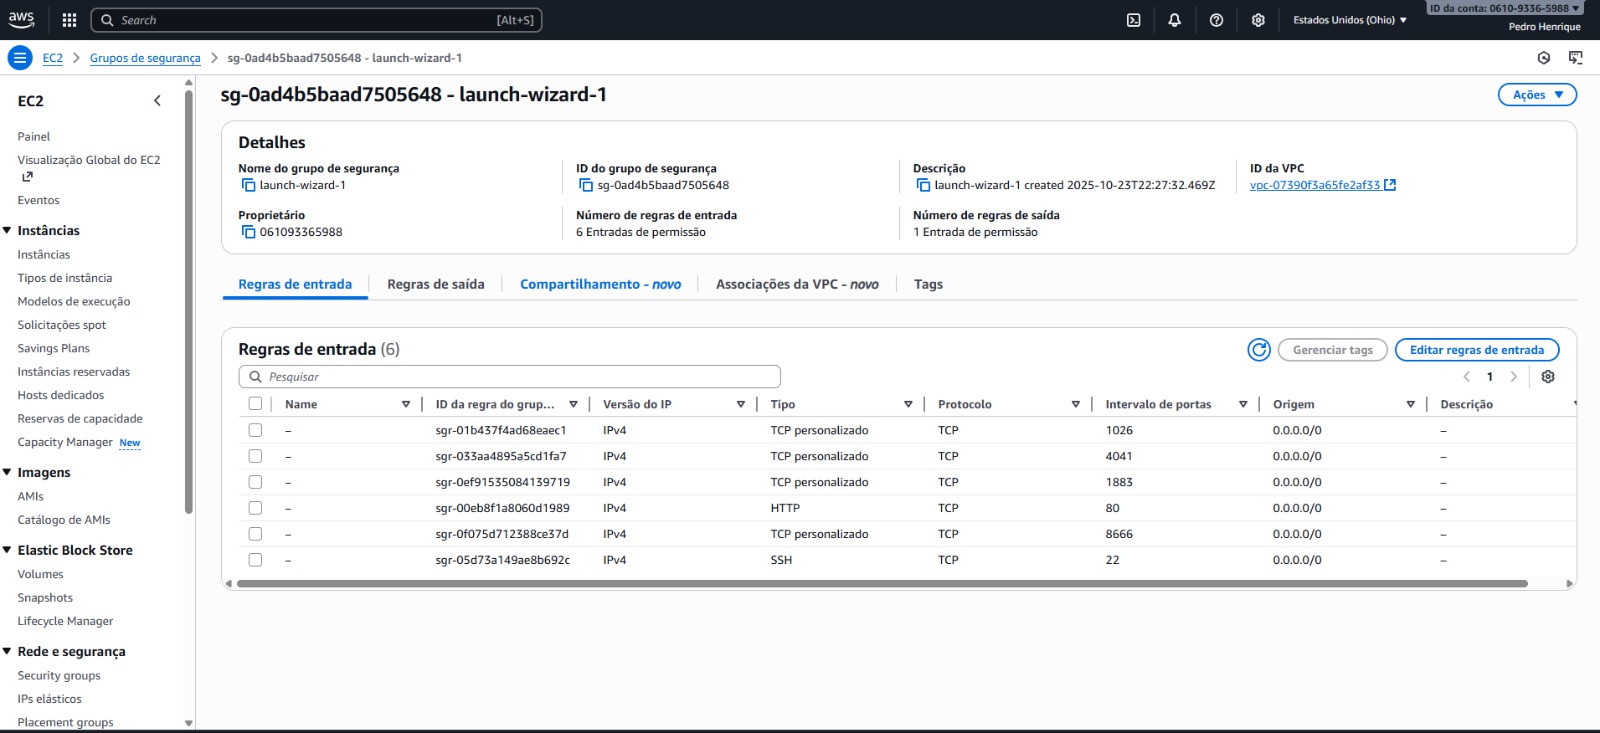 aws
Search
[Alt+S]
Estados Unidos (Ohio)
ID da conta: 0610-9336-5988
Pedro Henrique
EC2 > Grupos de segurança > sg-0ad4b5baad7505648 - launch-wizard-1
EC2
Painel
Visualização Global do EC2
Eventos
Instâncias
Instâncias
Tipos de instância
Modelos de execução
Solicitações spot
Savings Plans
Instâncias reservadas
Hosts dedicados
Reservas de capacidade
Capacity Manager New
Imagens
AMIs
Catálogo de AMIs
Elastic Block Store
Volumes
Snapshots
Lifecycle Manager
Rede e segurança
Security groups
IPs elásticos
Placement groups
sg-0ad4b5baad7505648 - launch-wizard-1
Ações
Detalhes
Nome do grupo de segurança
launch-wizard-1
ID do grupo de segurança
sg-0ad4b5baad7505648
Descrição
launch-wizard-1 created 2025-10-23T22:27:32.469Z
ID da VPC
vpc-07390f3a65fe2af33
Proprietário
061093365988
Número de regras de entrada
6 Entradas de permissão
Número de regras de saída
1 Entrada de permissão
Regras de entrada
Regras de saída
Compartilhamento - novo
Associações da VPC - novo
Tags
Regras de entrada (6)
Gerenciar tags
Editar regras de entrada
Pesquisar
1
Name ID da regra do grup... Versão do IP Tipo Protocolo Intervalo de portas Origem Descrição
– sgr-01b437f4ad68eaec1 IPv4 TCP personalizado TCP 1026 0.0.0.0/0 –
– sgr-033aa4895a5cd1fa7 IPv4 TCP personalizado TCP 4041 0.0.0.0/0 –
– sgr-0ef91535084139719 IPv4 TCP personalizado TCP 1883 0.0.0.0/0 –
– sgr-00eb8f1a8060d1989 IPv4 HTTP TCP 80 0.0.0.0/0 –
– sgr-0f075d712388ce37d IPv4 TCP personalizado TCP 8666 0.0.0.0/0 –
– sgr-05d73a149ae8b692c IPv4 SSH TCP 22 0.0.0.0/0 –